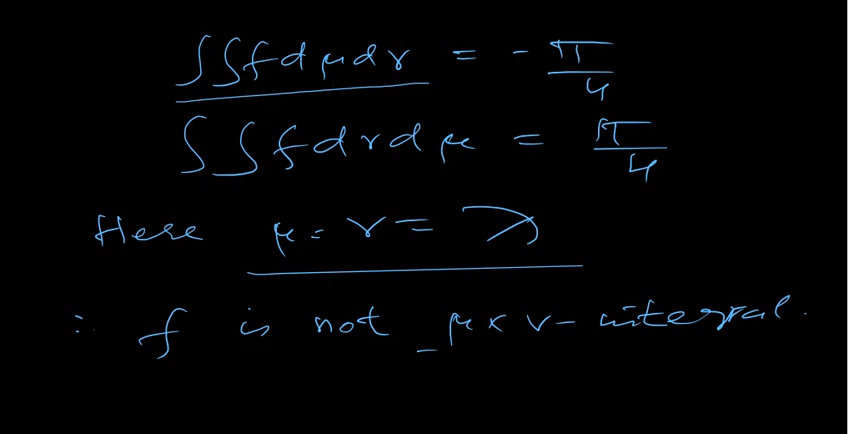 ∫∫f dμ dν = - π/4
∫∫f dν dμ = π/4
Here μ = ν = λ
∴ f is not μ × ν - integral.